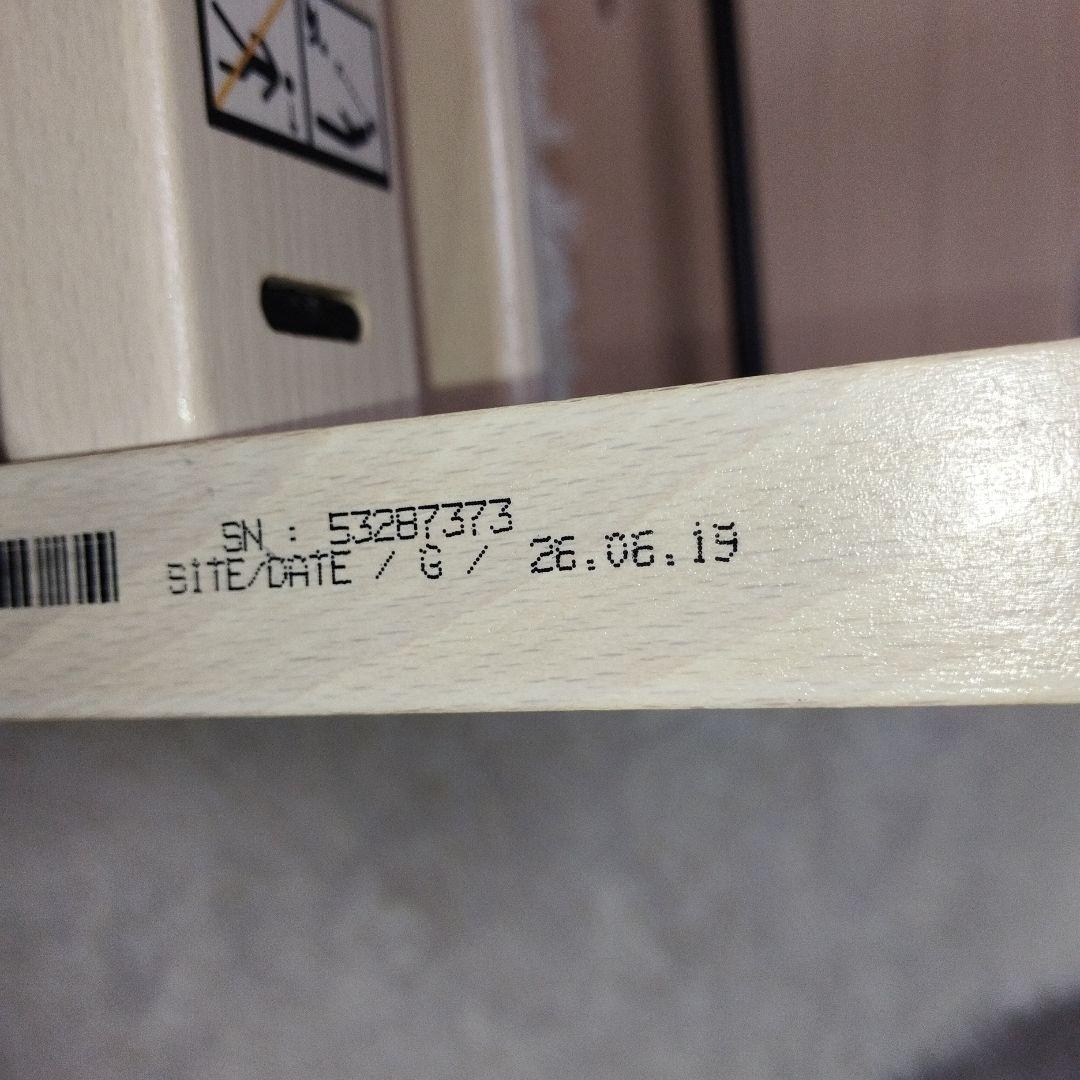 SN. : 53287373
SITE/DATE / G / 26.06.19